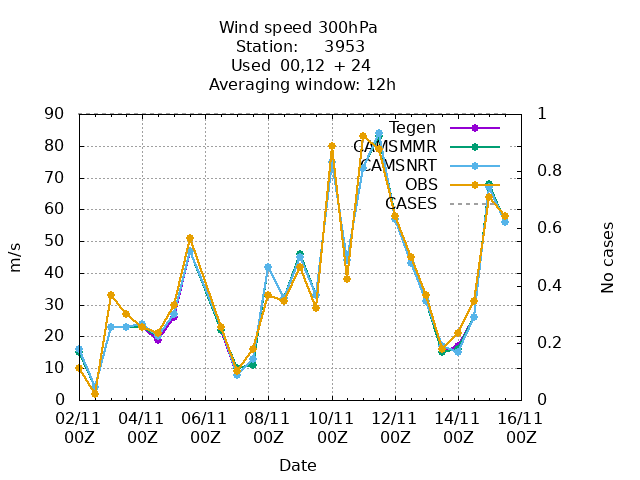 Wind speed 300hPa
Station: 3953
Used 00,12 + 24
Averaging window: 12h
90 1
Tegen
80
CAMSMMR
0.8
CAMSNRT
70
OBS
60
CASES
0.6
50
m/s
No cases
40
0.4
30
20
0.2
10
0 0
02/11 04/11 06/11 08/11 10/11 12/11 14/11 16/11
00Z 00Z 00Z 00Z 00Z 00Z 00Z 00Z
Date